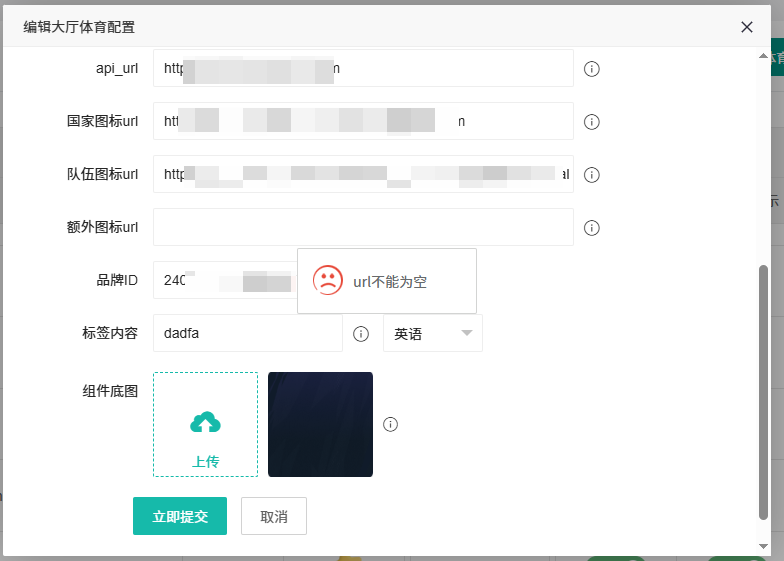 编辑大厅体育配置
api_url
国家图标url
队伍图标url
额外图标url
品牌ID
url不能为空
标签内容 dadfa 英语
组件底图
上传
立即提交 取消